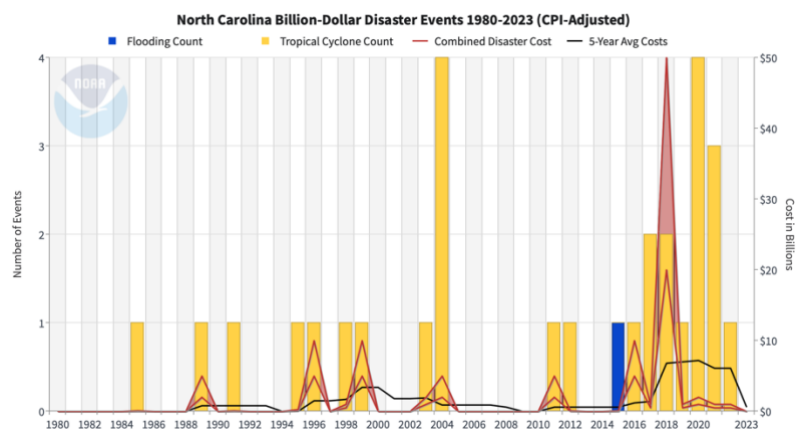 North Carolina Billion-Dollar Disaster Events 1980-2023 (CPI-Adjusted)
Flooding Count Tropical Cyclone Count Combined Disaster Cost 5-Year Avg Costs
NOAA
4 $50
$40
3
$30
2
$20
1
$10
0 $0
Number of Events
Cost in Billions
1980 1982 1984 1986 1988 1990 1992 1994 1996 1998 2000 2002 2004 2006 2008 2010 2012 2014 2016 2018 2020 2023